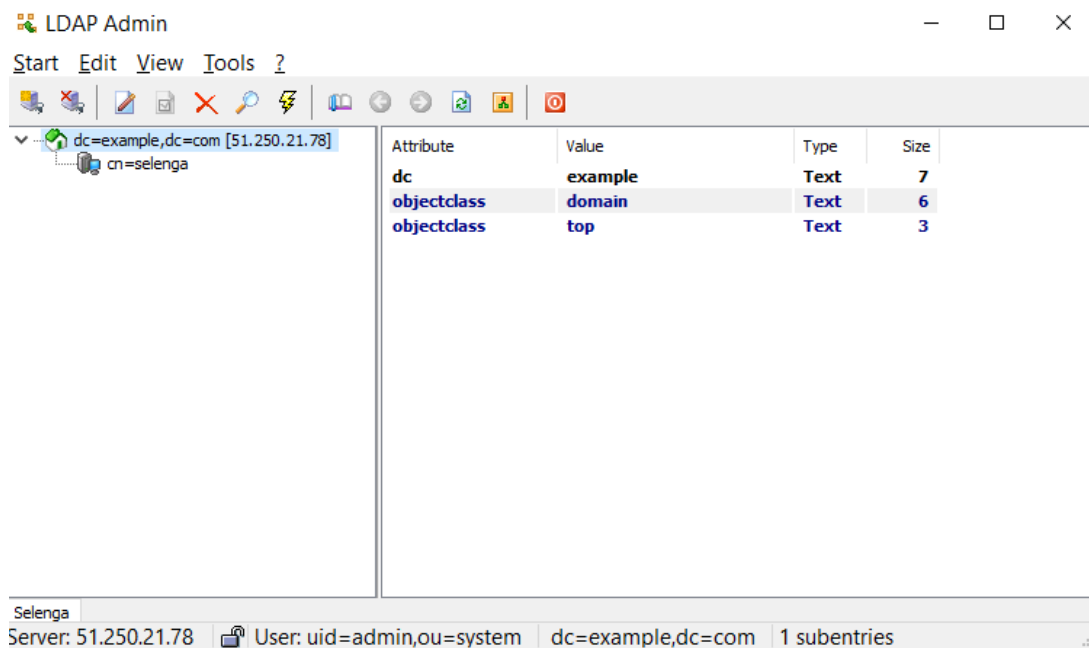 LDAP Admin
Start Edit View Tools ?
dc=example,dc=com [51.250.21.78]
cn=selenga
Attribute Value Type Size
dc example Text 7
objectclass domain Text 6
objectclass top Text 3
Selenga
Server: 51.250.21.78 User: uid=admin,ou=system dc=example,dc=com 1 subentries